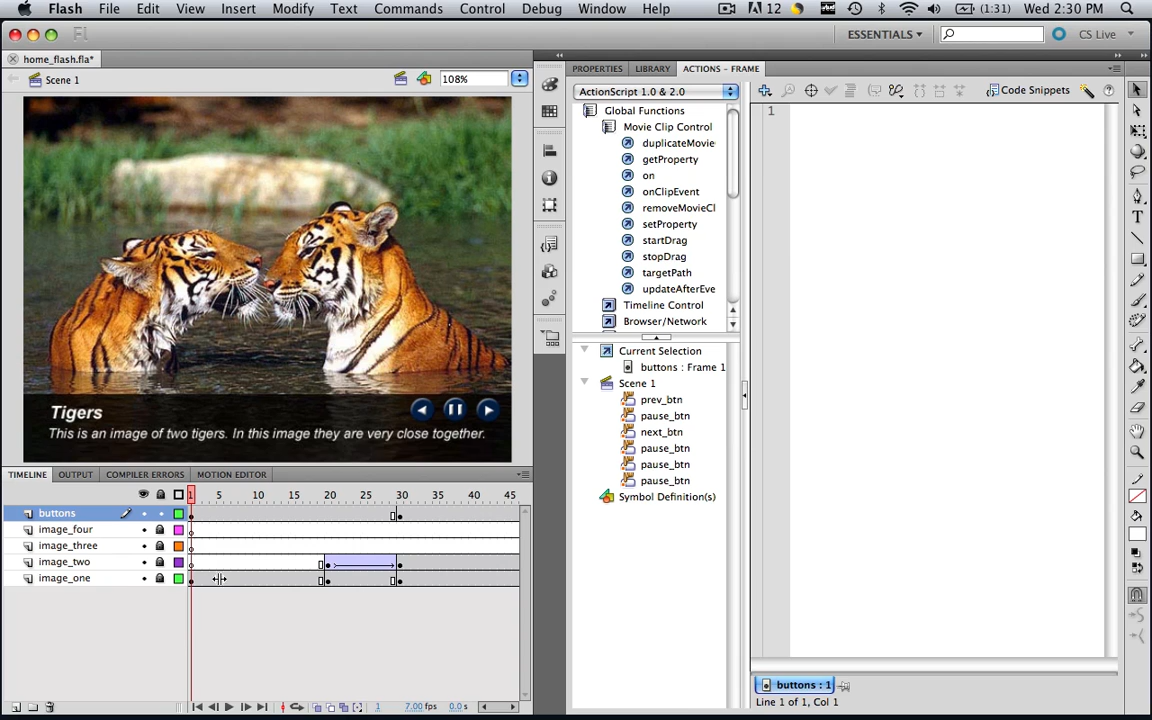 Flash File Edit View Insert Modify Text Commands Control Debug Window Help 12 (1:31) Wed 2:30 PM
Fl ESSENTIALS CS Live
home_flash.fla*
Scene 1 108%
PROPERTIES LIBRARY ACTIONS – FRAME
ActionScript 1.0 & 2.0
Code Snippets
Global Functions
Movie Clip Control
duplicateMovie
getProperty
on
onClipEvent
removeMovieCl
setProperty
startDrag
stopDrag
targetPath
updateAfterEve
Timeline Control
Browser/Network
Current Selection
buttons : Frame 1
Scene 1
prev_btn
pause_btn
next_btn
pause_btn
pause_btn
pause_btn
Symbol Definition(s)
1
buttons : 1
Line 1 of 1, Col 1
Tigers
This is an image of two tigers. In this image they are very close together.
TIMELINE OUTPUT COMPILER ERRORS MOTION EDITOR
1 5 10 15 20 25 30 35 40 45
buttons
image_four
image_three
image_two
image_one
1 7.00 fps 0.0 s